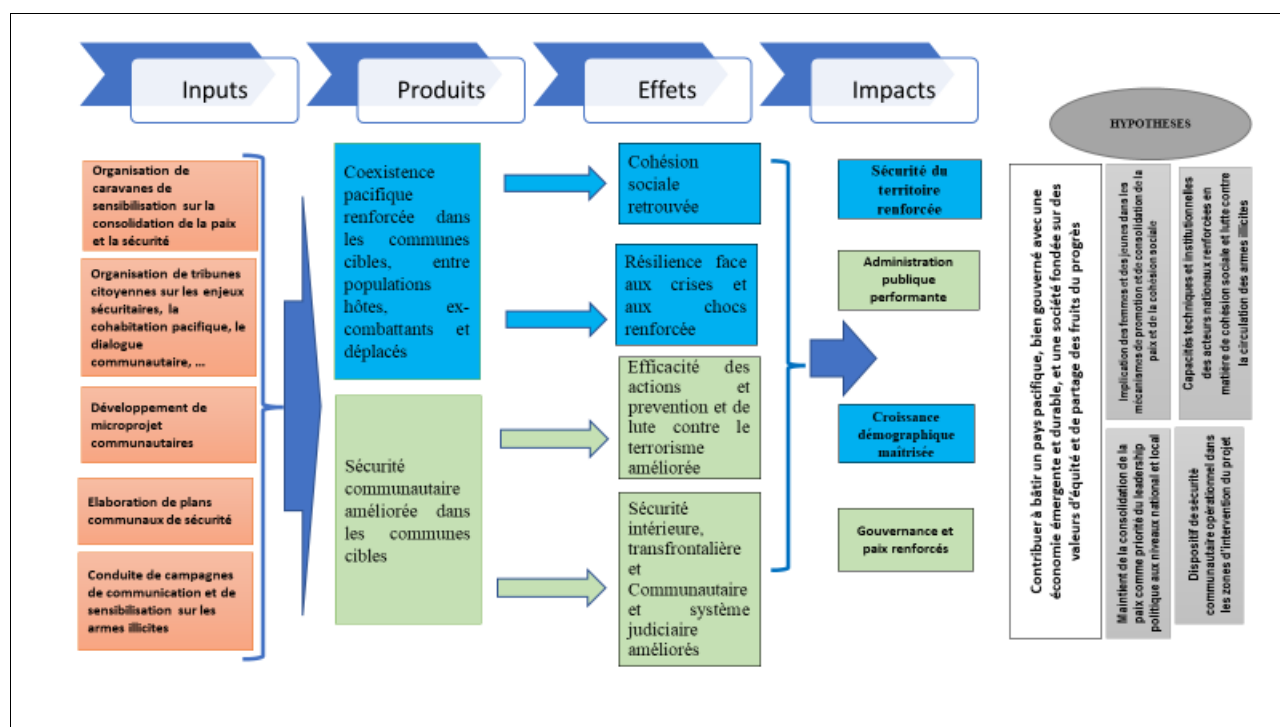 Inputs
Produits
Effets
Impacts
Organisation de
caravanes de
sensibilisation sur la
consolidation de la paix
et la sécurité
Organisation de tribunes
citoyennes sur les enjeux
sécuritaires, la
cohabitation pacifique, le
dialogue
communautaire, ...
Développement de
microprojet
communautaires
Elaboration de plans
communaux de sécurité
Conduite de campagnes
de communication et de
sensibilisation sur les
armes illicites
Coexistence
pacifique
renforcée dans
les communes
cibles, entre
populations
hôtes, ex-
combattants et
déplacés
Sécurité
communautaire
améliorée dans
les communes
cibles
Cohésion
sociale
retrouvée
Résilience face
aux crises et
aux chocs
renforcée
Efficacité des
actions et
prevention et de
lute contre le
terrorisme
améliorée
Sécurité
intérieure,
transfrontalière
et
Communautaire
et système
judiciaire
améliorés
Sécurité du
territoire
renforcée
Administration
publique
performante
Croissance
démographique
maitrisée
Gouvernance et
paix renforcés
HYPOTHESES
Contribuer à bâtir un pays pacifique, bien gouverné avec une
économie émergente et durable, et une société fondée sur des
valeurs d'équité et de partage des fruits du progrès
Implication des femmes et des jeunes dans les
mécanismes de promotion et de consolidation de la
paix et de la cohésion sociale
Capacités techniques et institutionnelles
des acteurs nationaux renforcées en
matière de cohésion sociale et lutte contre
la circulation des armes illicites
Maintient de la consolidation de la
paix comme priorité du leadership
politique aux niveaux national et local
Dispositif de sécurité
communautaire opérationnel dans
les zones d'intervention du projet